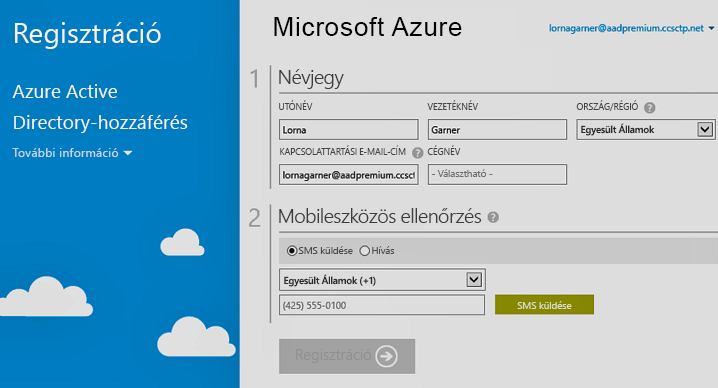 Regisztráció
Azure Active
Directory-hozzáférés
További információ
Microsoft Azure
lornagarner@aadpremium.ccsctp.net
1 Névjegy
UTÓNÉV VEZETÉKNÉV ORSZÁG/RÉGIÓ ?
Lorna Garner Egyesült Államok
KAPCSOLATTARTÁSI E-MAIL-CÍM ? CÉGNÉV
lornagarner@aadpremium.ccsct - Választható -
2 Mobileszközös ellenőrzés ?
SMS küldése Hívás
Egyesült Államok (+1)
(425) 555-0100 SMS küldése
Regisztráció